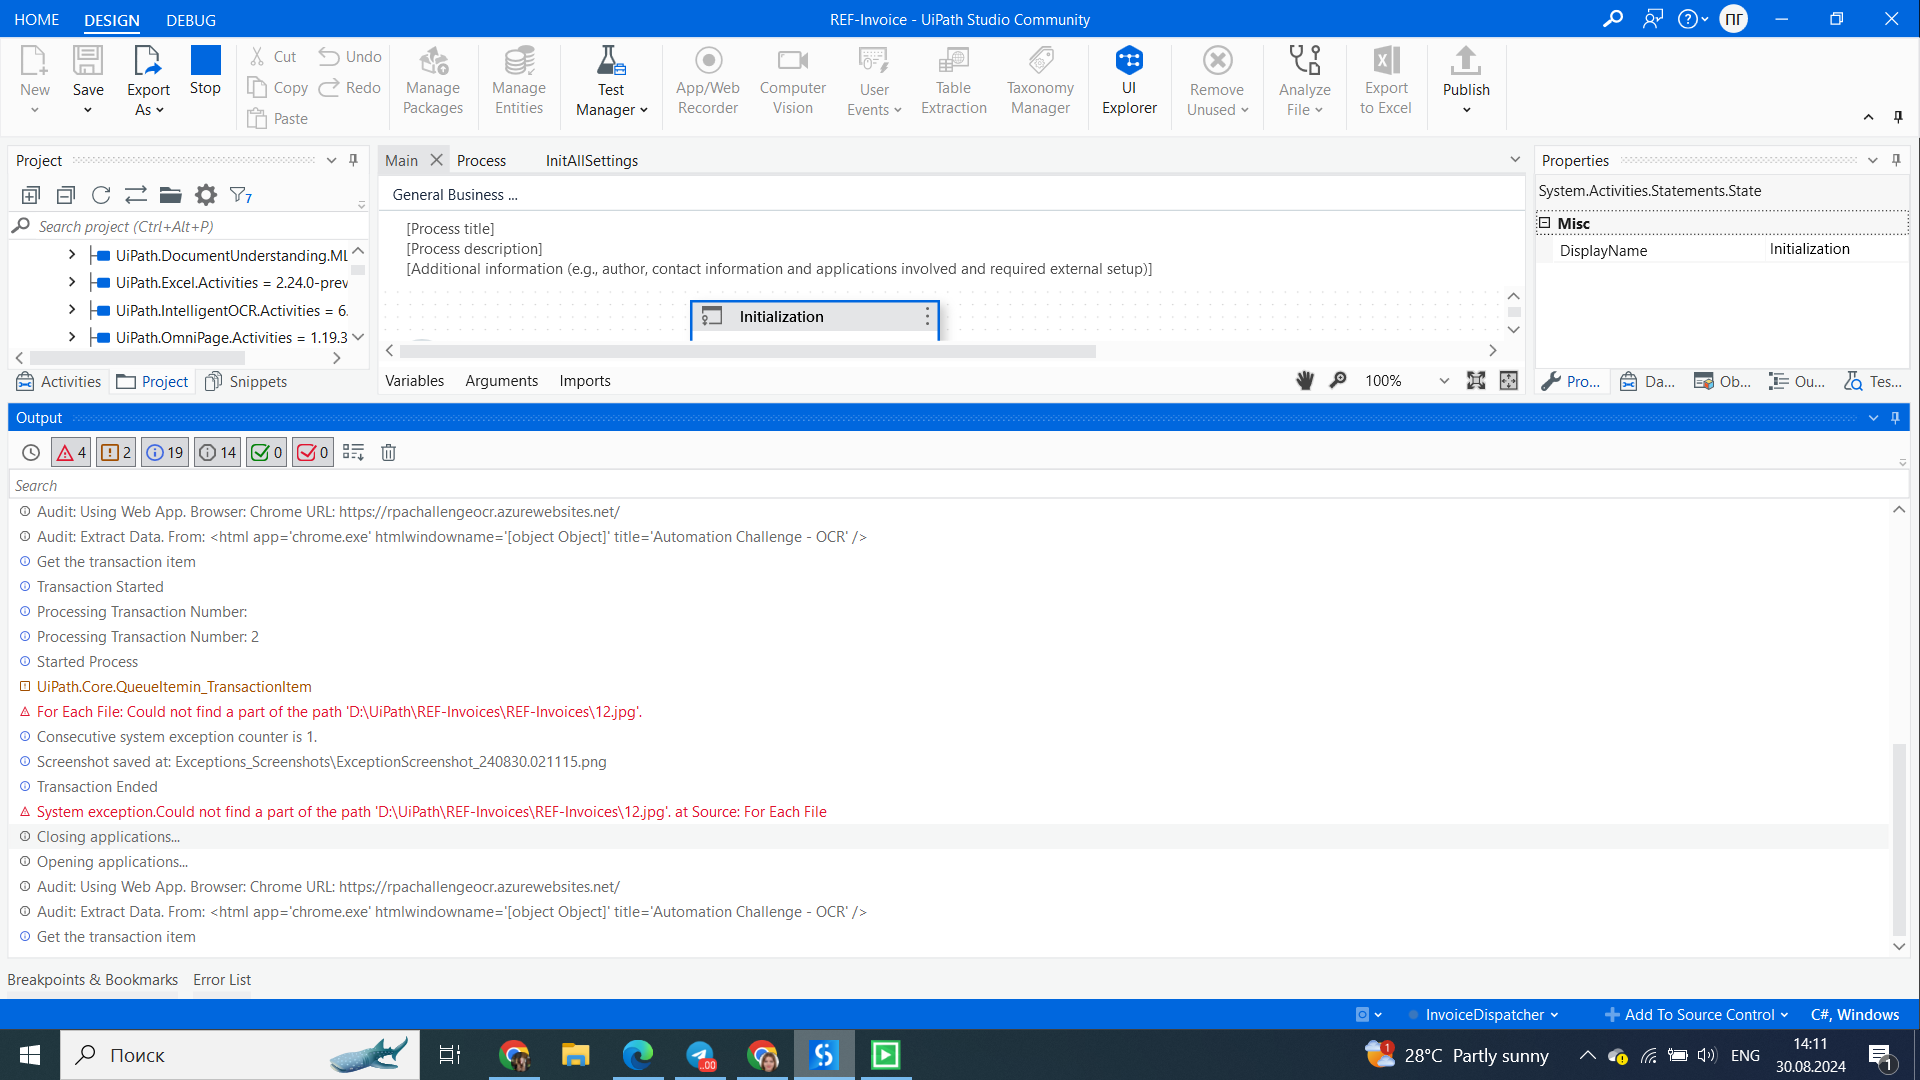 HOME DESIGN DEBUG REF-Invoice - UiPath Studio Community ПГ
New Save Export As Stop Cut Copy Paste Undo Redo Manage Packages Manage Entities Test Manager App/Web Recorder Computer Vision User Events Table Extraction Taxonomy Manager UI Explorer Remove Unused Analyze File Export to Excel Publish
Project
7
Search project (Ctrl+Alt+P)
UiPath.DocumentUnderstanding.ML
UiPath.Excel.Activities = 2.24.0-prev
UiPath.IntelligentOCR.Activities = 6.
UiPath.OmniPage.Activities = 1.19.3
Activities Project Snippets
Main Process InitAllSettings
General Business ...
[Process title]
[Process description]
[Additional information (e.g., author, contact information and applications involved and required external setup)]
Initialization
Variables Arguments Imports 100%
Properties
System.Activities.Statements.State
Misc
DisplayName Initialization
Pro... Da... Ob... Ou... Tes...
Output
4 2 19 14 0 0
Search
Audit: Using Web App. Browser: Chrome URL: https://rpachallengeocr.azurewebsites.net/
Audit: Extract Data. From: <html app='chrome.exe' htmlwindowname='[object Object]' title='Automation Challenge - OCR' />
Get the transaction item
Transaction Started
Processing Transaction Number:
Processing Transaction Number: 2
Started Process
UiPath.Core.QueueItemin_TransactionItem
For Each File: Could not find a part of the path 'D:\UiPath\REF-Invoices\REF-Invoices\12.jpg'.
Consecutive system exception counter is 1.
Screenshot saved at: Exceptions_Screenshots\ExceptionScreenshot_240830.021115.png
Transaction Ended
System exception.Could not find a part of the path 'D:\UiPath\REF-Invoices\REF-Invoices\12.jpg'. at Source: For Each File
Closing applications...
Opening applications...
Audit: Using Web App. Browser: Chrome URL: https://rpachallengeocr.azurewebsites.net/
Audit: Extract Data. From: <html app='chrome.exe' htmlwindowname='[object Object]' title='Automation Challenge - OCR' />
Get the transaction item
Breakpoints & Bookmarks Error List
InvoiceDispatcher Add To Source Control C#, Windows
Поиск .00 1 28°C Partly sunny ENG 14:11 1
30.08.2024